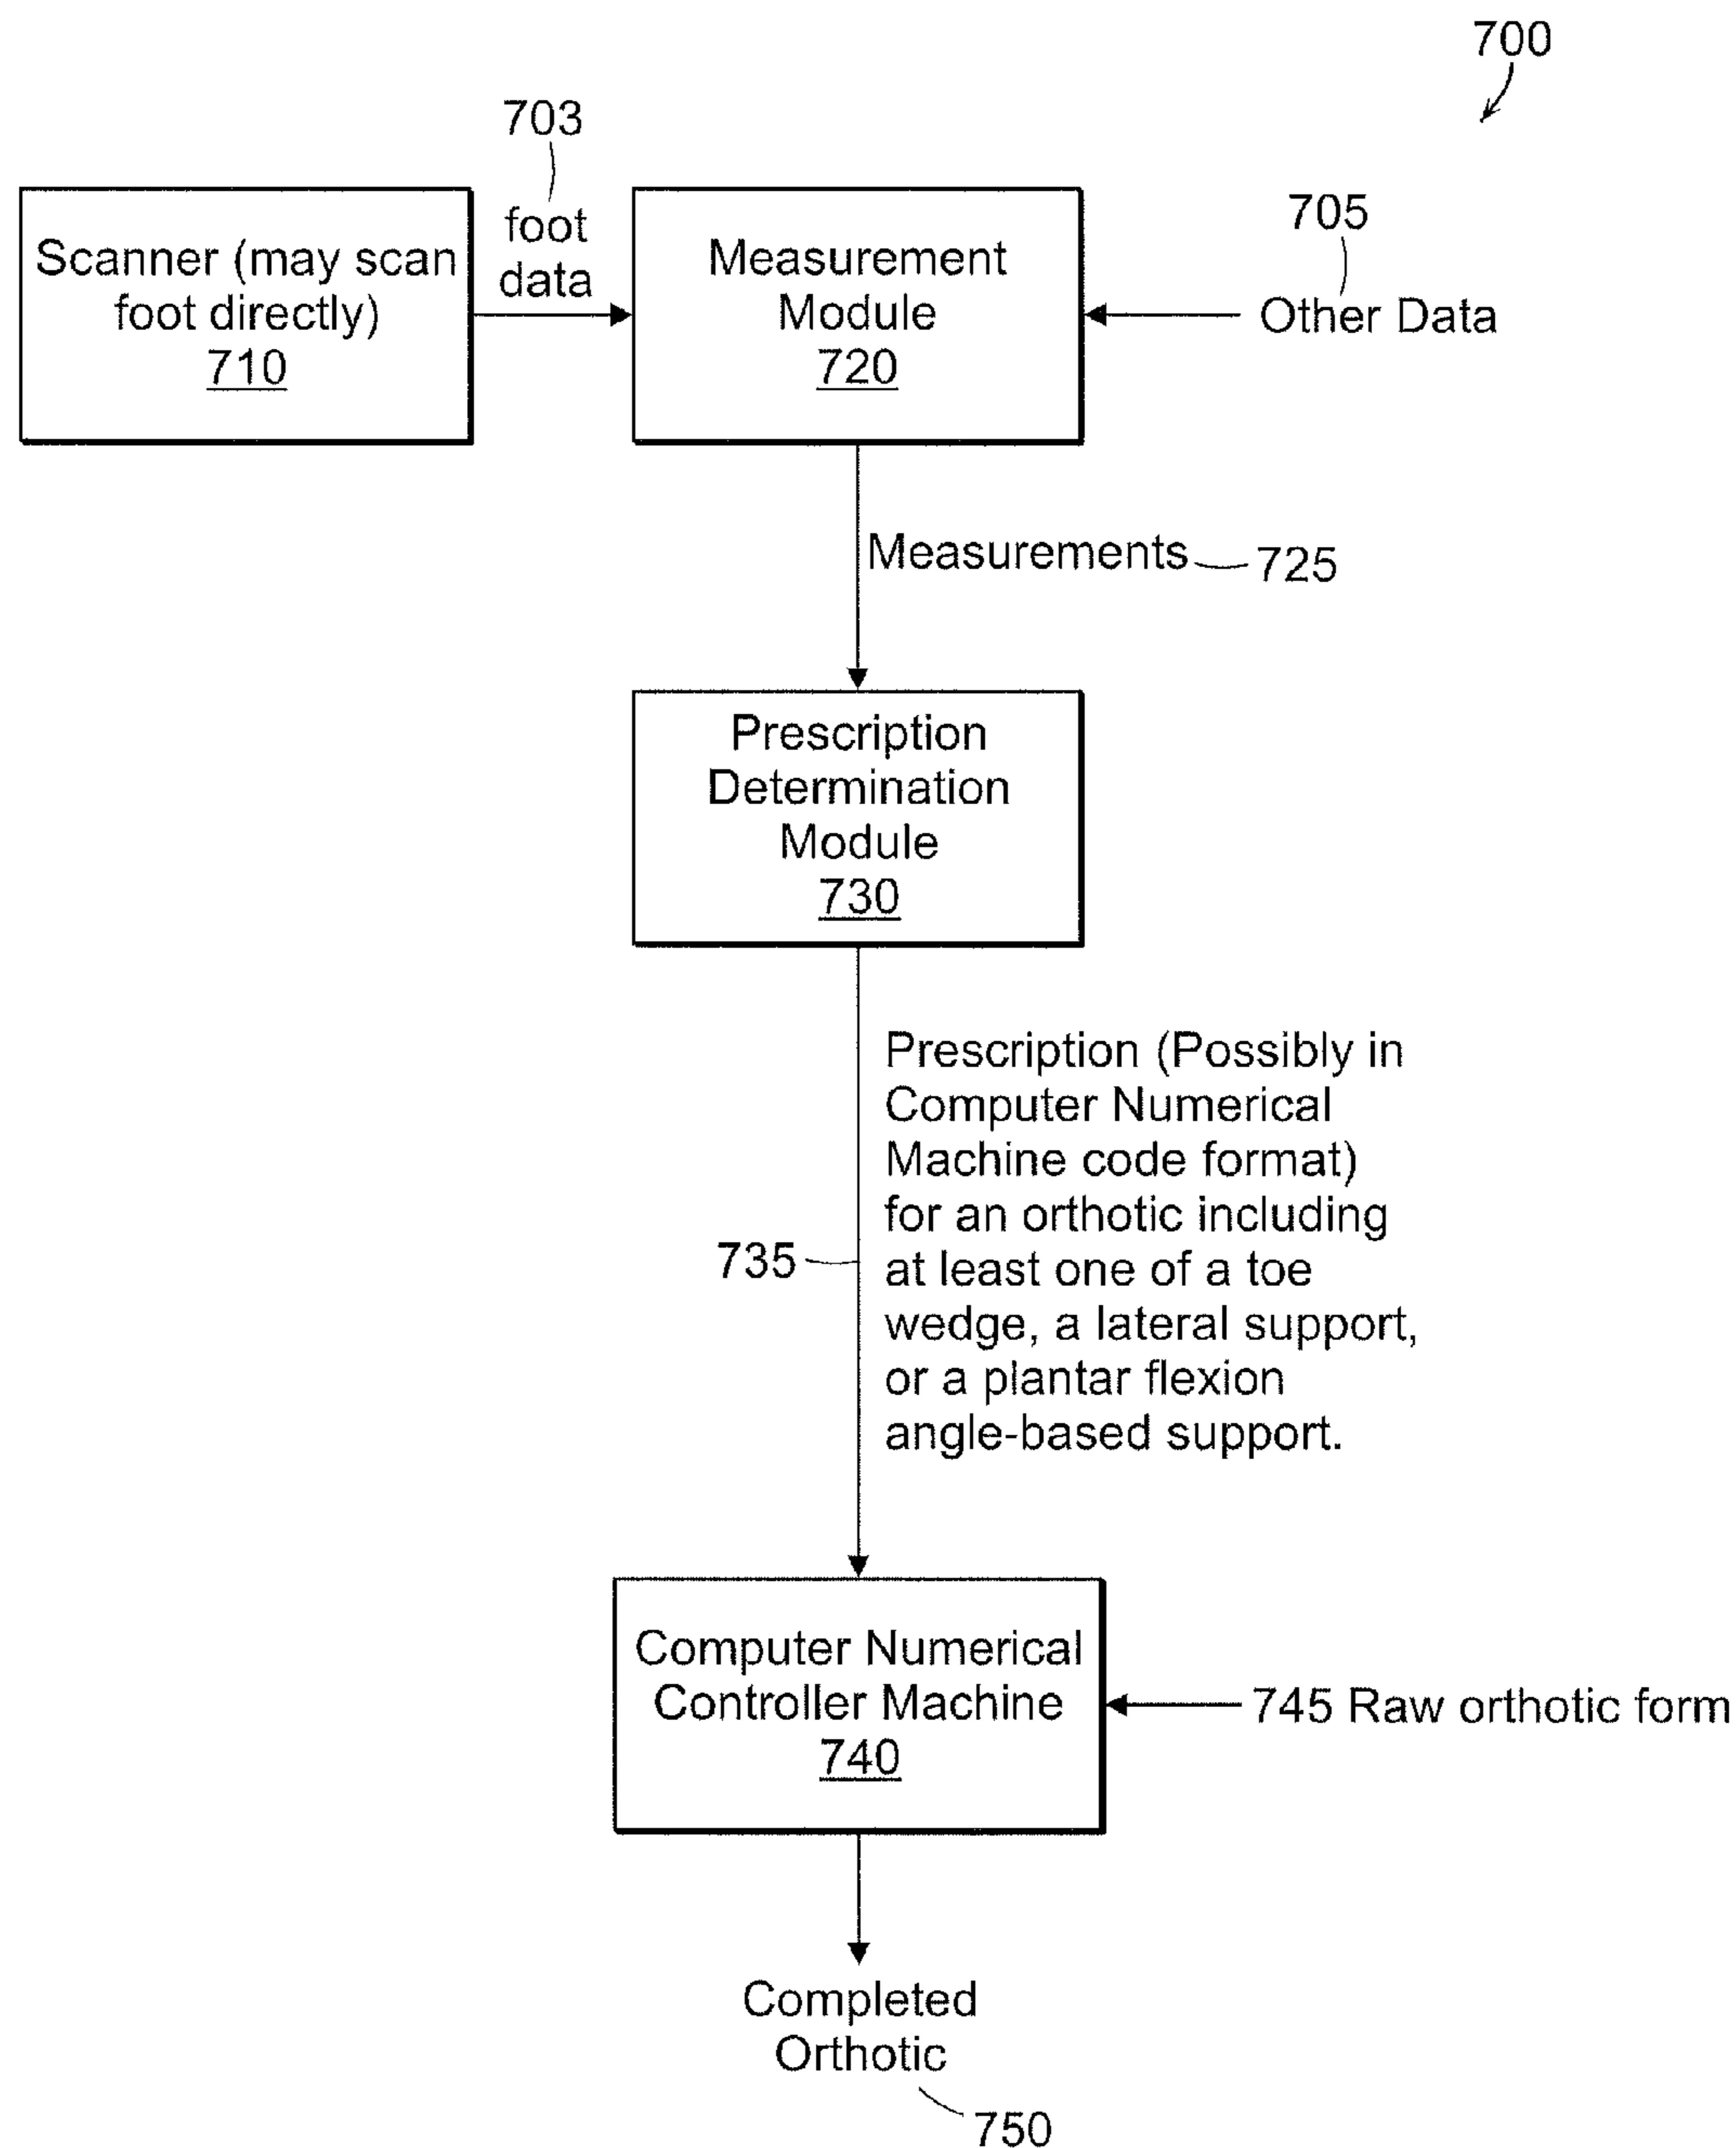 700
703
foot
data
Scanner (may scan
foot directly)
710
Measurement
Module
720
705
Other Data
Measurements
725
Prescription
Determination
Module
730
735
Prescription (Possibly in
Computer Numerical
Machine code format)
for an orthotic including
at least one of a toe
wedge, a lateral support,
or a plantar flexion
angle-based support.
Computer Numerical
Controller Machine
740
745 Raw orthotic form
Completed
Orthotic
750